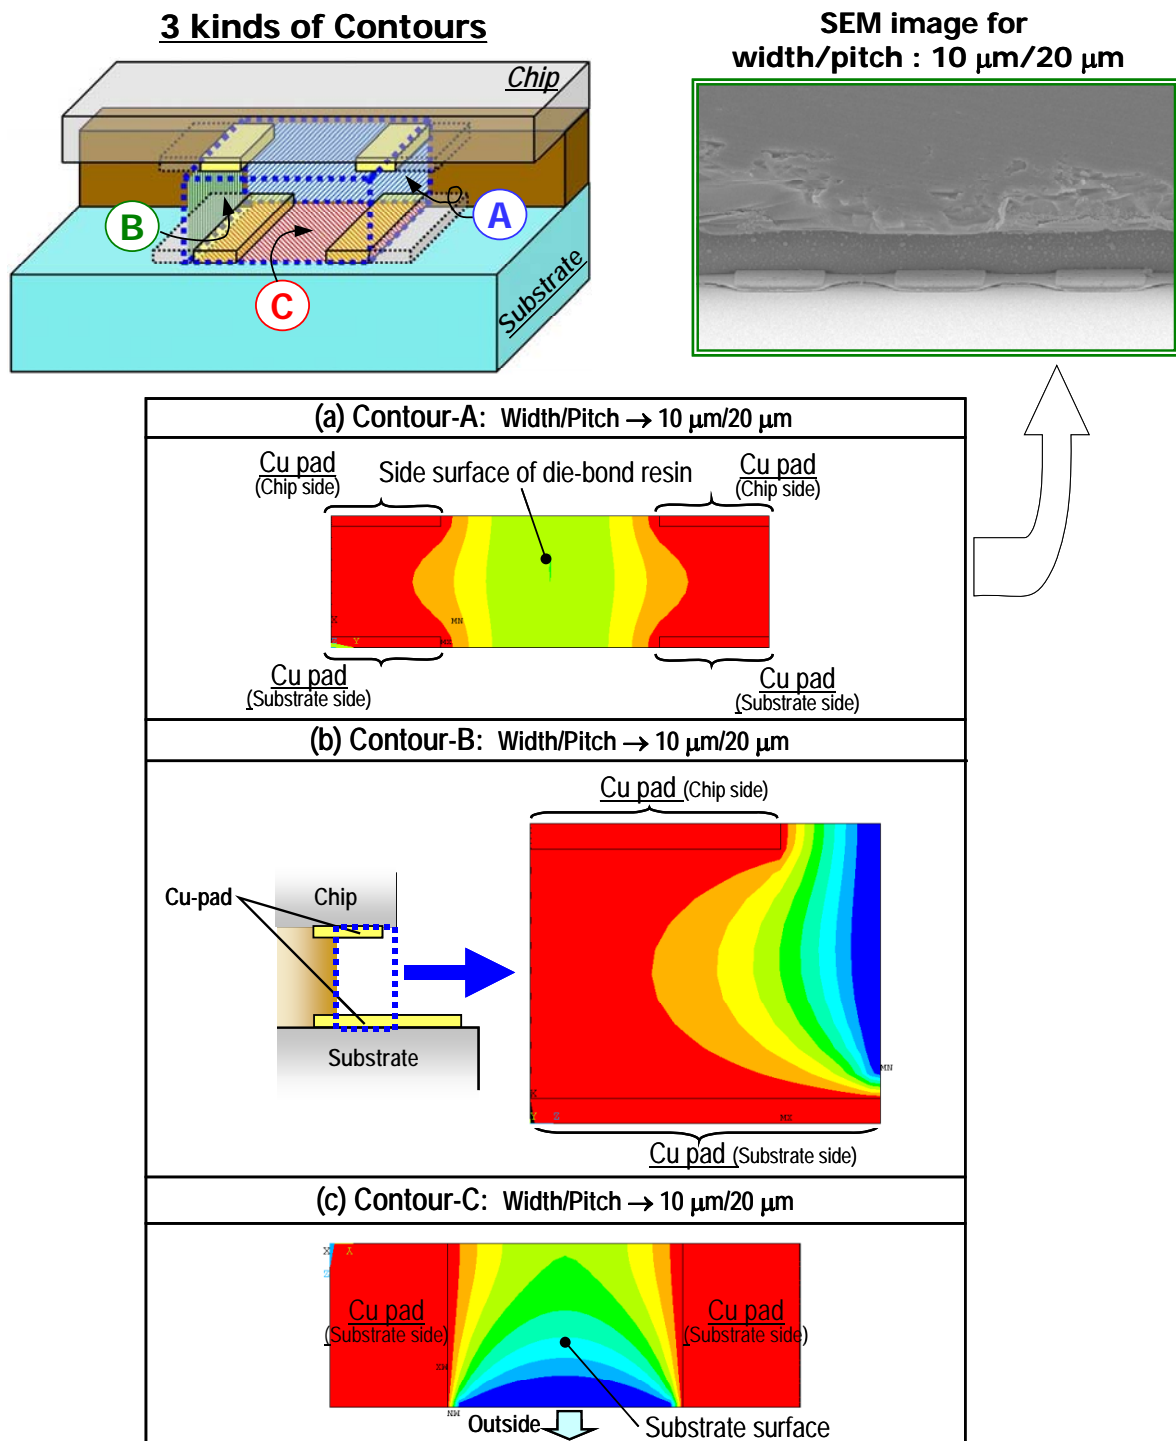 3 kinds of Contours
SEM image for
width/pitch : 10 μm/20 μm
Chip
A
B
C
Substrate
(a) Contour-A: Width/Pitch → 10 μm/20 μm
Cu pad
(Chip side)
Side surface of die-bond resin
Cu pad
(Chip side)
X
MN
Y
MX
Cu pad
(Substrate side)
Cu pad
(Substrate side)
(b) Contour-B: Width/Pitch → 10 μm/20 μm
Cu pad (Chip side)
Cu-pad
Chip
Substrate
MN
X
Y Z
MX
Cu pad (Substrate side)
(c) Contour-C: Width/Pitch → 10 μm/20 μm
X Y
Z
Cu pad
(Substrate side)
Cu pad
(Substrate side)
Outside
Substrate surface